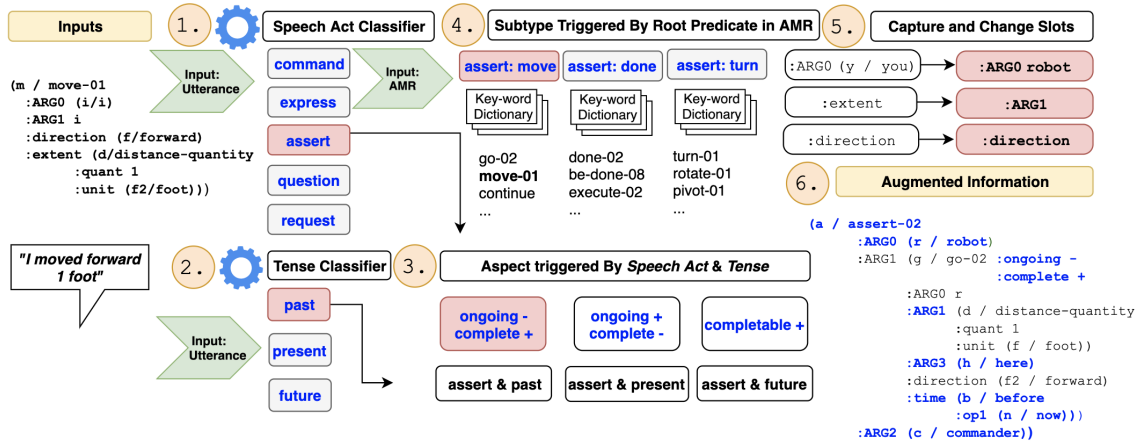 Inputs
(m / move-01
:ARG0 (i/i)
:ARG1 i
:direction (f/forward)
:extent (d/distance-quantity
:quant 1
:unit (f2/foot)))
"I moved forward
1 foot"
1.
Speech Act Classifier
Input:
Utterance
command
express
assert
question
request
2.
Tense Classifier
Input:
Utterance
past
present
future
3.
Aspect triggered By Speech Act & Tense
ongoing -
complete +
ongoing +
complete -
completable +
assert & past
assert & present
assert & future
4.
Subtype Triggered By Root Predicate in AMR
Input:
AMR
assert: move
assert: done
assert: turn
Key-word
Dictionary
Key-word
Dictionary
Key-word
Dictionary
go-02
move-01
continue
...
done-02
be-done-08
execute-02
...
turn-01
rotate-01
pivot-01
...
5.
Capture and Change Slots
:ARG0 (y / you)
:ARG0 robot
:extent
:ARG1
:direction
:direction
6.
Augmented Information
(a / assert-02
:ARG0 (r / robot)
:ARG1 (g / go-02 :ongoing -
:complete +
:ARG0 r
:ARG1 (d / distance-quantity
:quant 1
:unit (f / foot))
:ARG3 (h / here)
:direction (f2 / forward)
:time (b / before
:op1 (n / now)))
:ARG2 (c / commander))